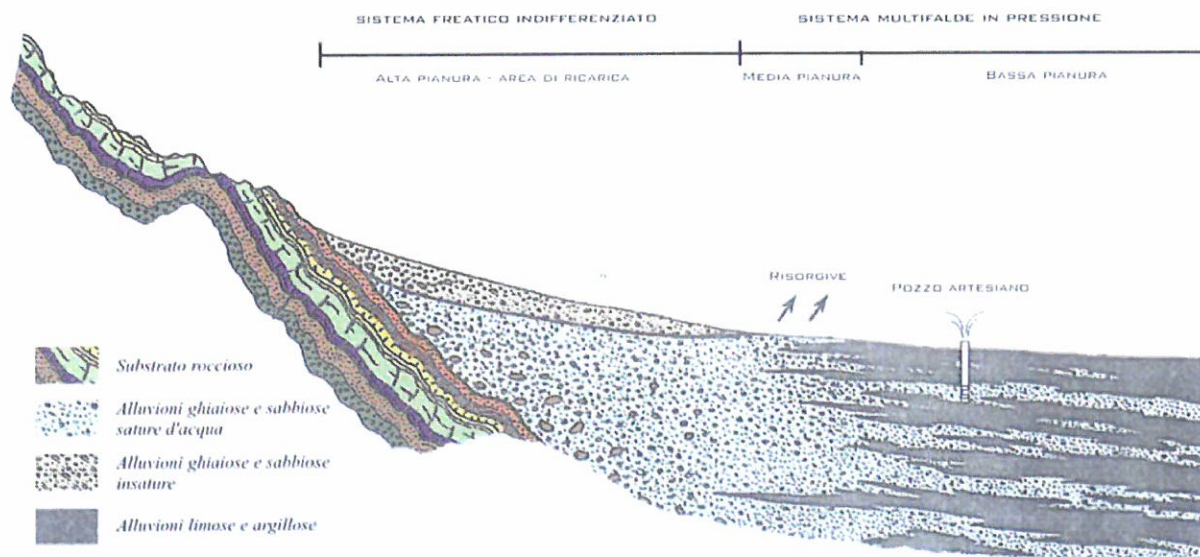 SISTEMA FREATICO INDIFFERENZIATO
SISTEMA MULTIFALDE IN PRESSIONE
ALTA PIANURA - AREA DI RICARICA
MEDIA PIANURA
BASSA PIANURA
RISORGIVE
POZZO ARTESIANO
Substrato roccioso
Alluvioni ghiaiose e sabbiose
sature d'acqua
Alluvioni ghiaiose e sabbiose
insature
Alluvioni limose e argillose